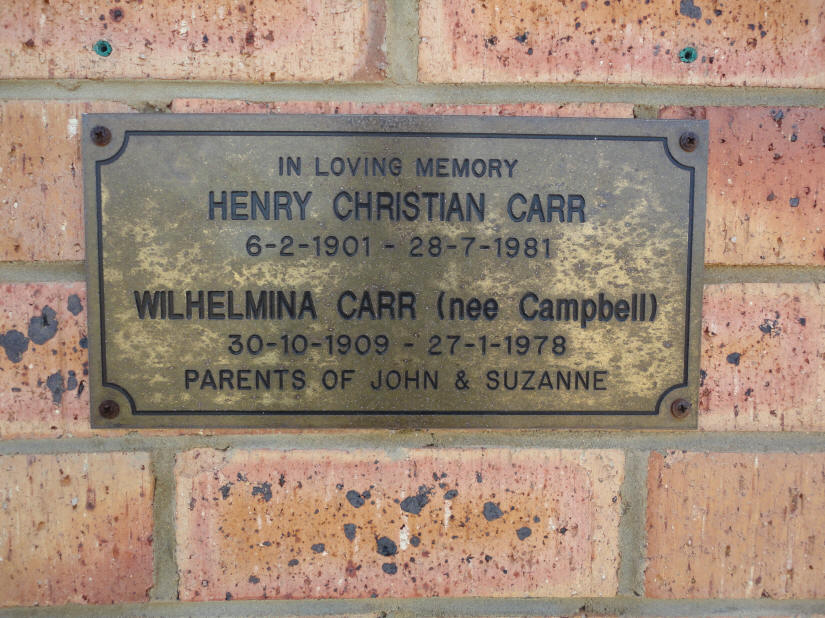 IN LOVING MEMORY
HENRY CHRISTIAN CARR
6-2-1901 - 28-7-1981
WILHELMINA CARR (nee Campbell)
30-10-1909 - 27-1-1978
PARENTS OF JOHN & SUZANNE